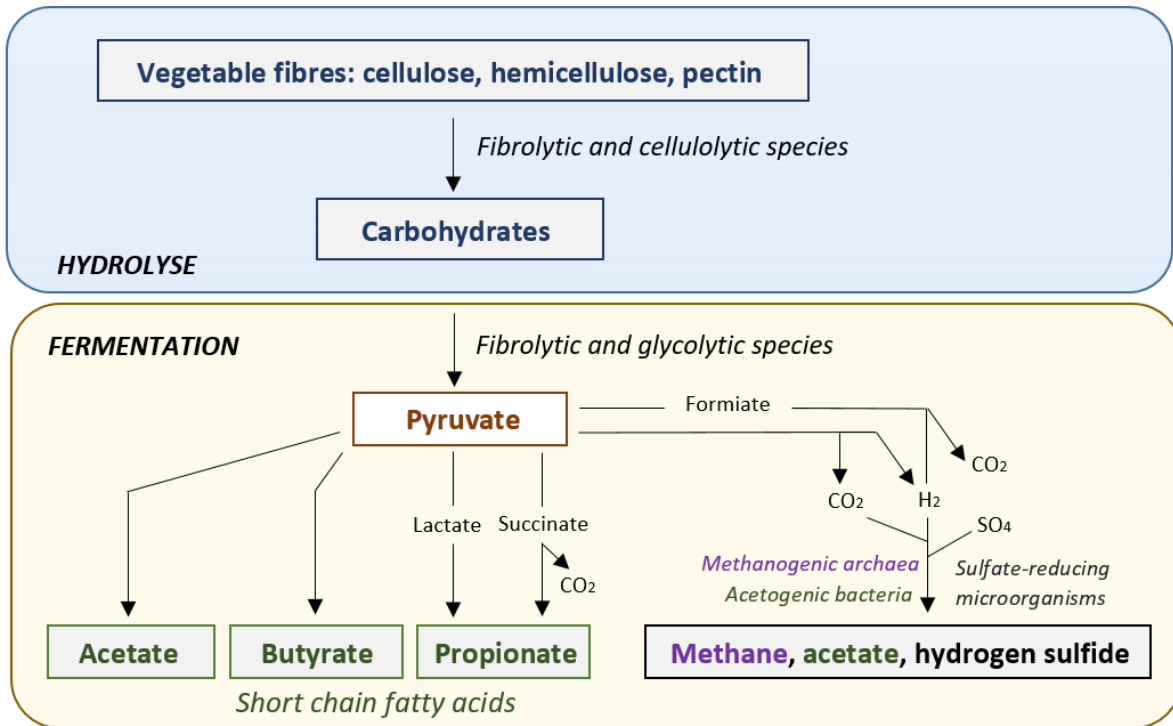 Vegetable fibres: cellulose, hemicellulose, pectin
Fibrolytic and cellulolytic species
Carbohydrates
HYDROLYSE
FERMENTATION
Fibrolytic and glycolytic species
Pyruvate
Formiate
CO₂
CO₂
H₂
Lactate
Succinate
SO₄
CO₂
Methanogenic archaea
Acetogenic bacteria
Sulfate-reducing
microorganisms
Acetate
Butyrate
Propionate
Methane, acetate, hydrogen sulfide
Short chain fatty acids